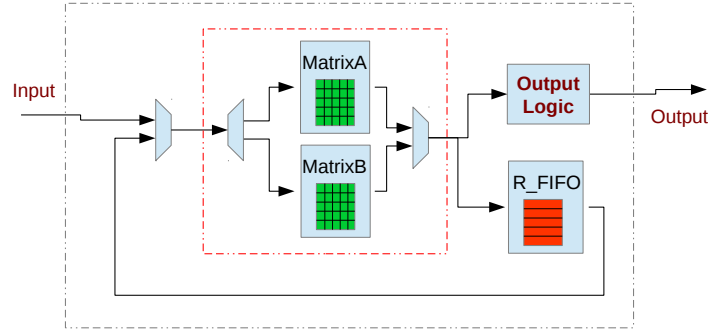 Input
MatrixA
MatrixB
Output
Logic
Output
R_FIFO